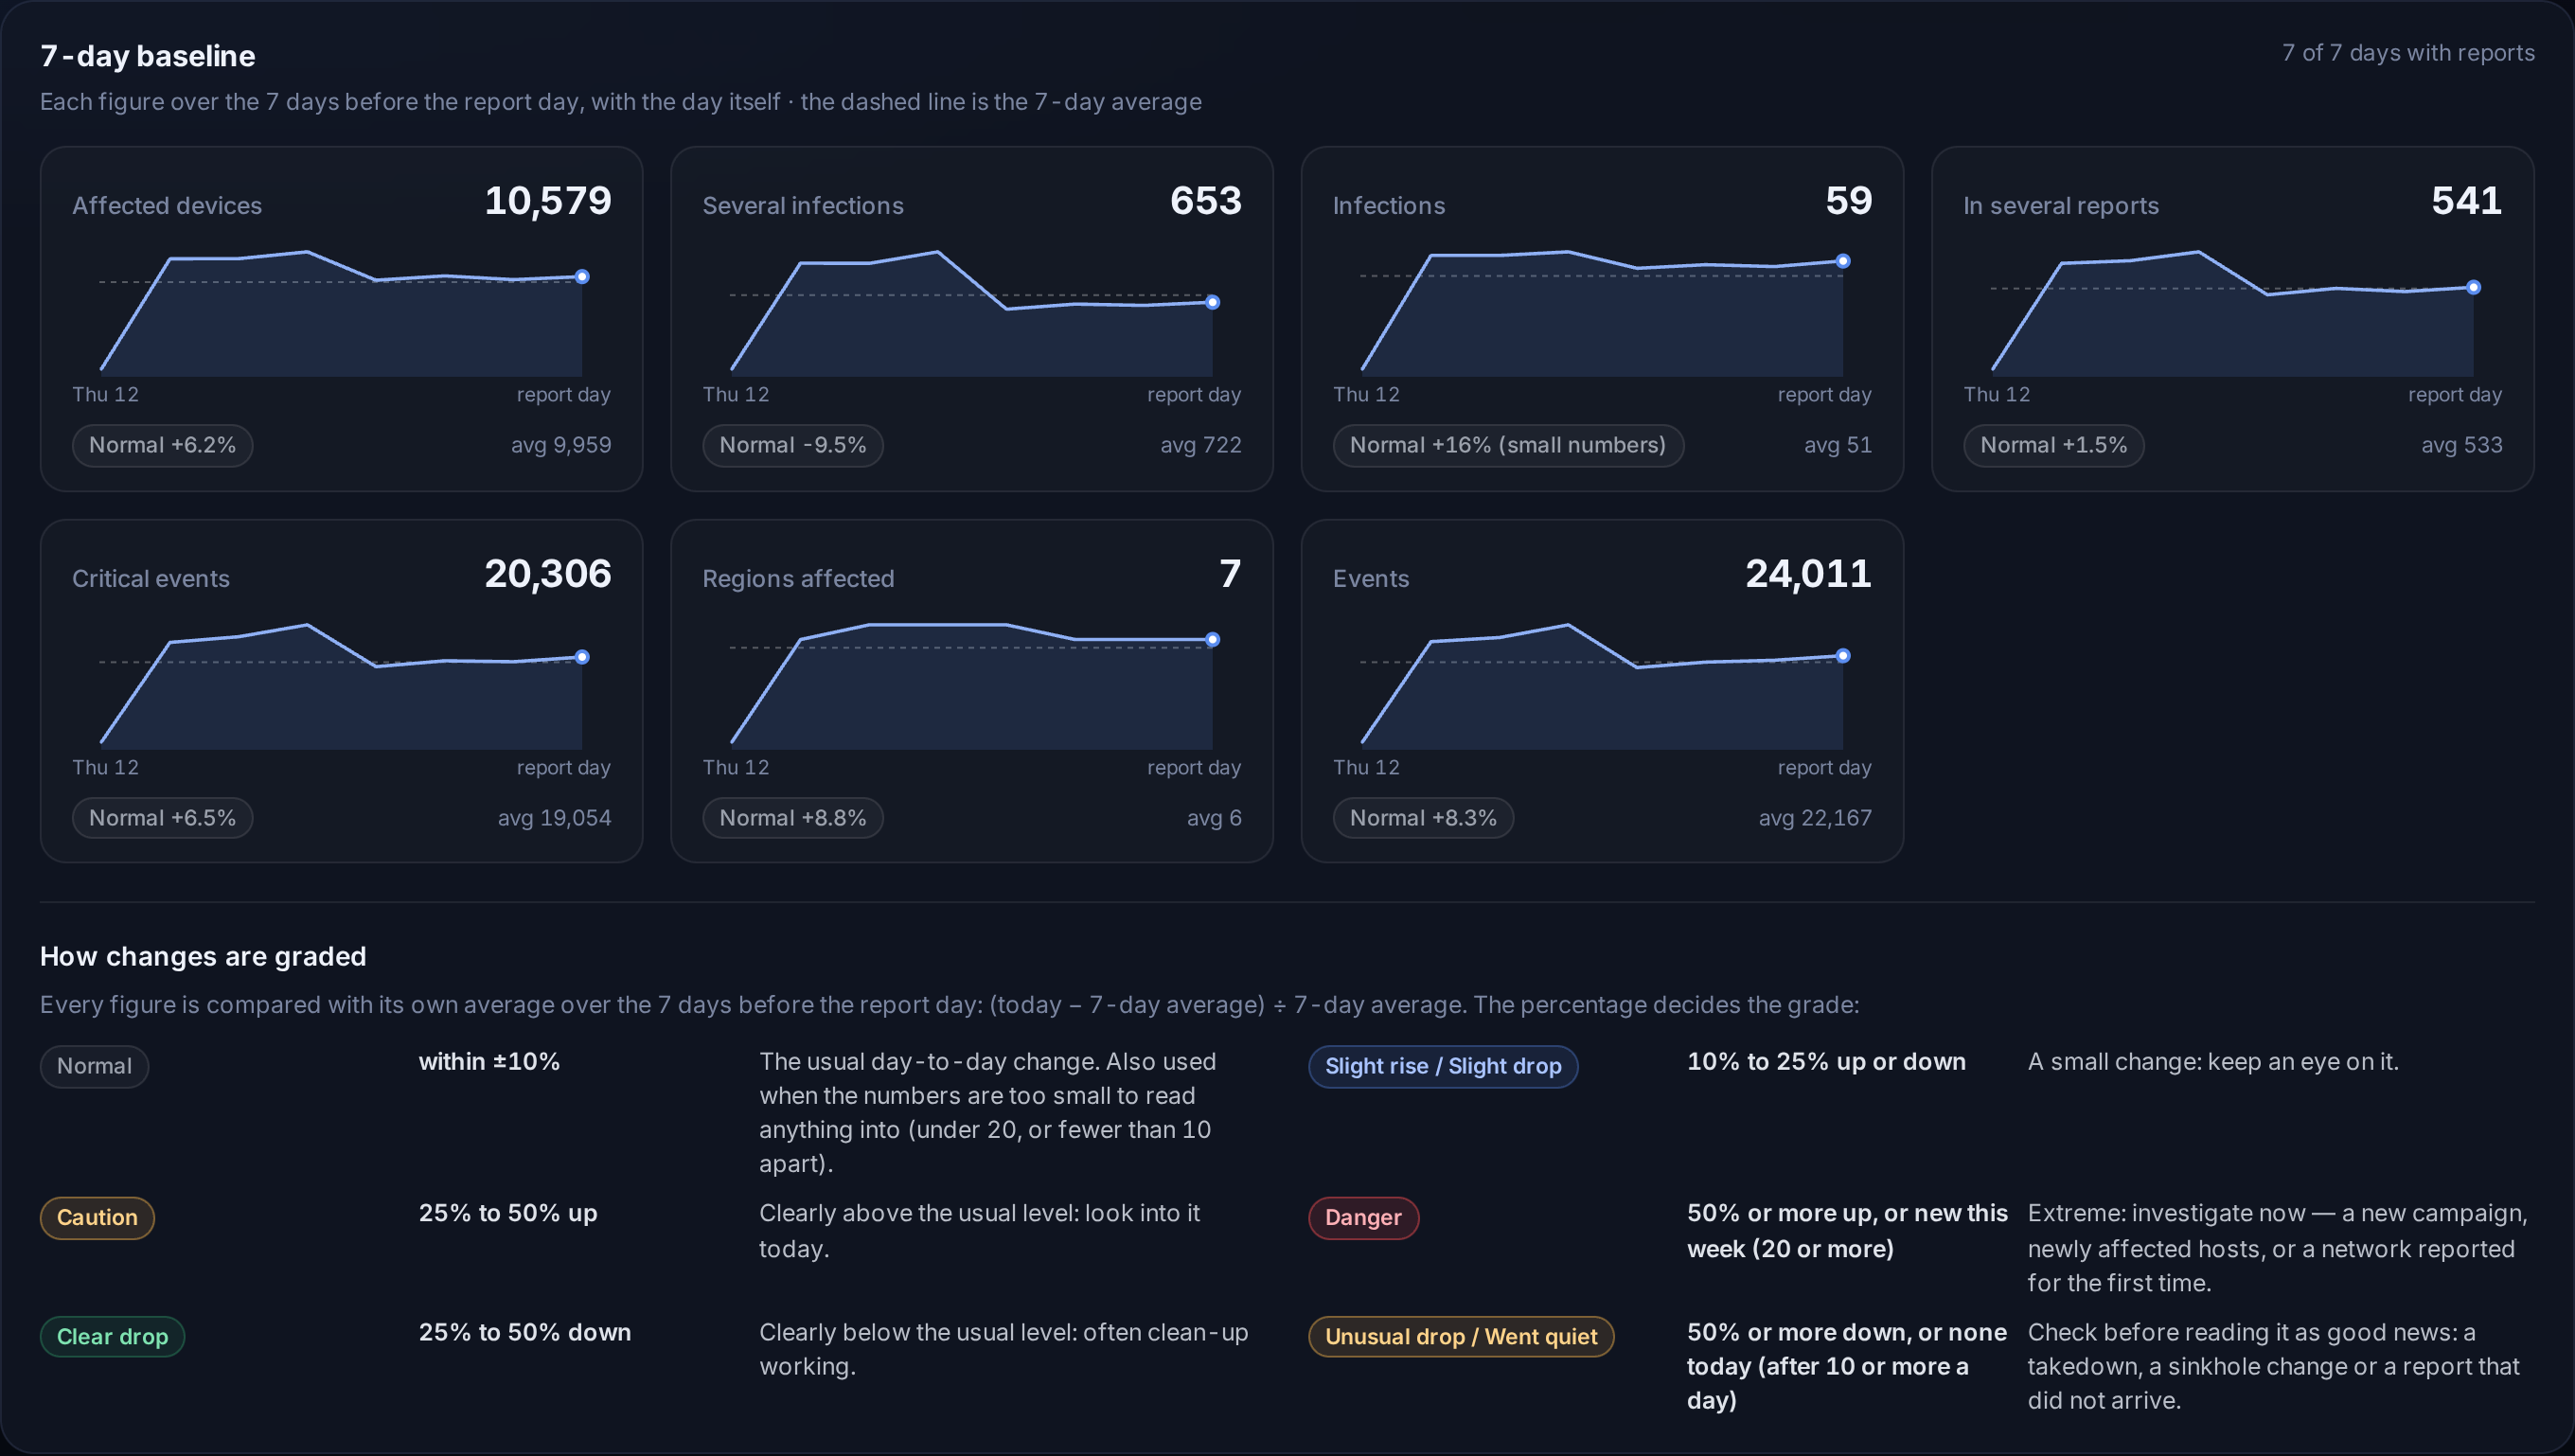 7-day baseline
7 of 7 days with reports
Each figure over the 7 days before the report day, with the day itself · the dashed line is the 7-day average
Affected devices
10,579
Thu 12
report day
Normal +6.2%
avg 9,959
Several infections
653
Thu 12
report day
Normal -9.5%
avg 722
Infections
59
Thu 12
report day
Normal +16% (small numbers)
avg 51
In several reports
541
Thu 12
report day
Normal +1.5%
avg 533
Critical events
20,306
Thu 12
report day
Normal +6.5%
avg 19,054
Regions affected
7
Thu 12
report day
Normal +8.8%
avg 6
Events
24,011
Thu 12
report day
Normal +8.3%
avg 22,167
How changes are graded
Every figure is compared with its own average over the 7 days before the report day: (today − 7-day average) ÷ 7-day average. The percentage decides the grade:
Normal
within ±10%
The usual day-to-day change. Also used
when the numbers are too small to read
anything into (under 20, or fewer than 10
apart).
Slight rise / Slight drop
10% to 25% up or down
A small change: keep an eye on it.
Caution
25% to 50% up
Clearly above the usual level: look into it
today.
Danger
50% or more up, or new this
week (20 or more)
Extreme: investigate now — a new campaign,
newly affected hosts, or a network reported
for the first time.
Clear drop
25% to 50% down
Clearly below the usual level: often clean-up
working.
Unusual drop / Went quiet
50% or more down, or none
today (after 10 or more a
day)
Check before reading it as good news: a
takedown, a sinkhole change or a report that
did not arrive.